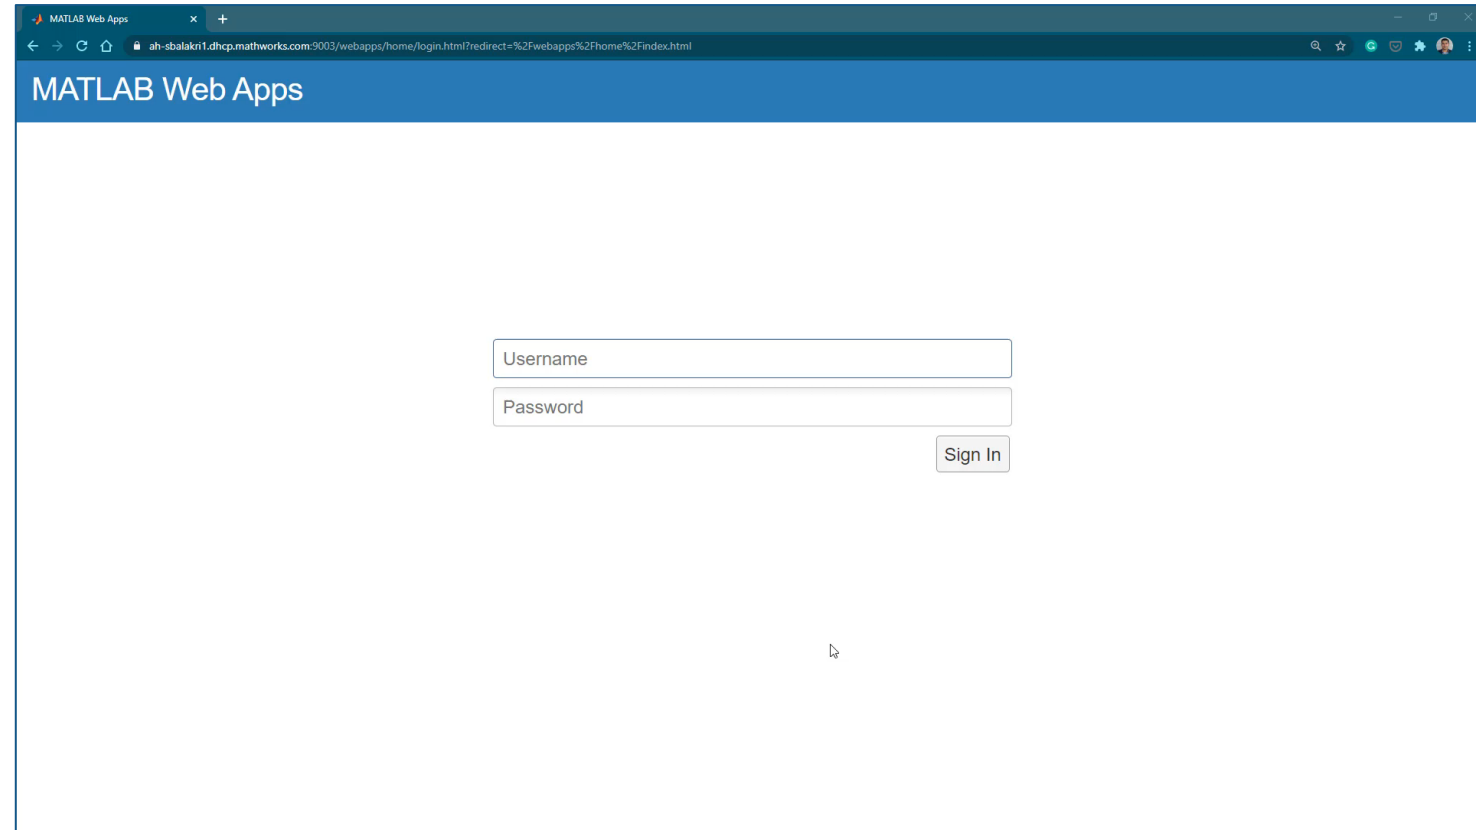 MATLAB Web Apps
ah-sbalakri1.dhcp.mathworks.com:9003/webapps/home/login.html?redirect=%2Fwebapps%2Fhome%2Findex.html
MATLAB Web Apps
Username
Password
Sign In